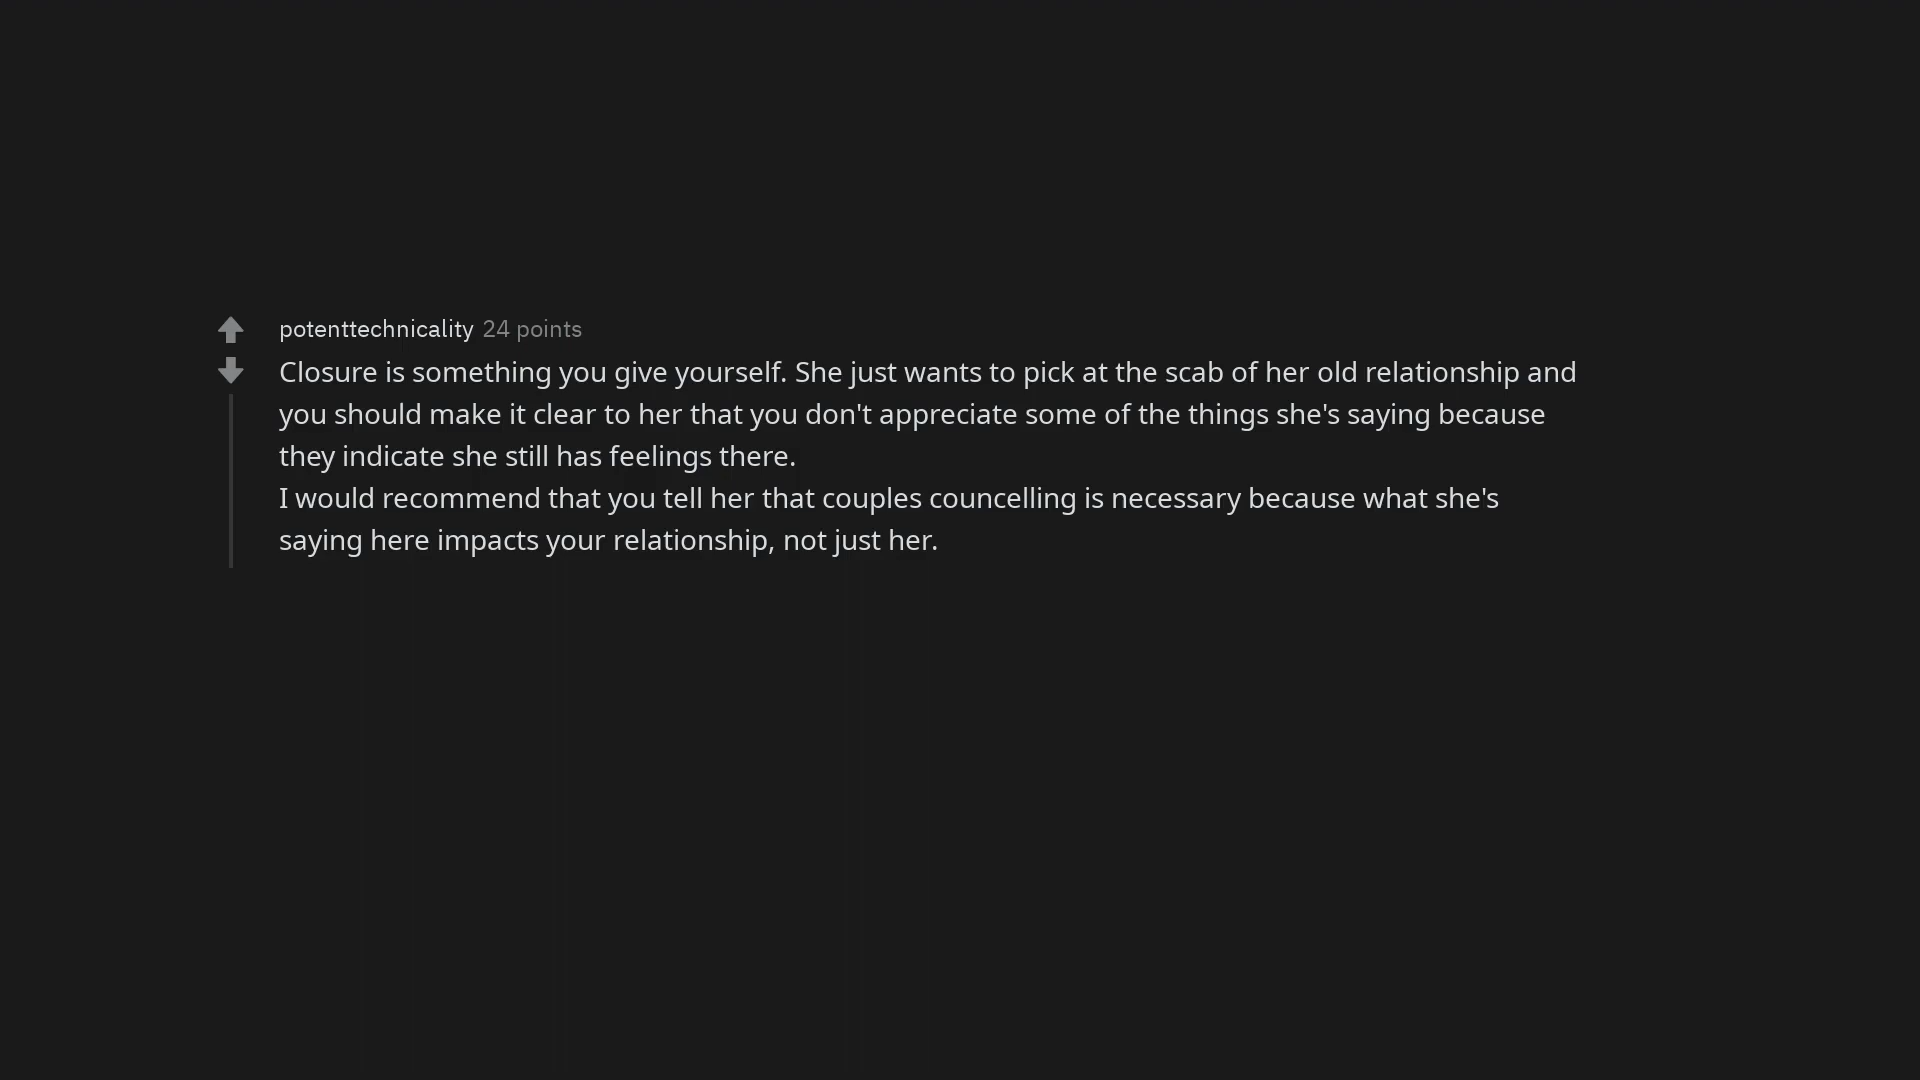 potenttechnicality 24 points
Closure is something you give yourself. She just wants to pick at the scab of her old relationship and
you should make it clear to her that you don't appreciate some of the things she's saying because
they indicate she still has feelings there.
I would recommend that you tell her that couples councelling is necessary because what she's
saying here impacts your relationship, not just her.